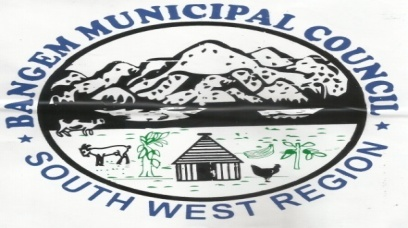 BANGEM MUNICIPAL COUNCIL
SOUTH WEST REGION